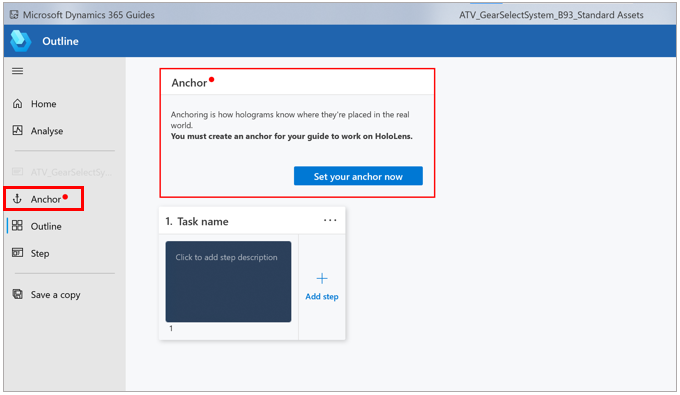 Microsoft Dynamics 365 Guides
ATV_GearSelectSystem_B93_Standard Assets
Outline
Home
Analyse
ATV_GearSelectSy...
Anchor
Outline
Step
Save a copy
Anchor
Anchoring is how holograms know where they're placed in the real
world.
You must create an anchor for your guide to work on HoloLens.
Set your anchor now
1. Task name
...
Click to add step description
Add step
1